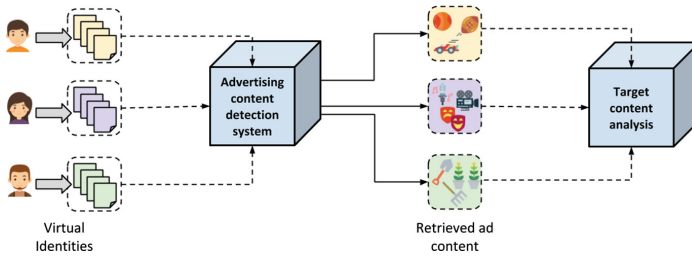 Advertising
content
detection
system
Target
content
analysis
Virtual
Identities
Retrieved ad
content